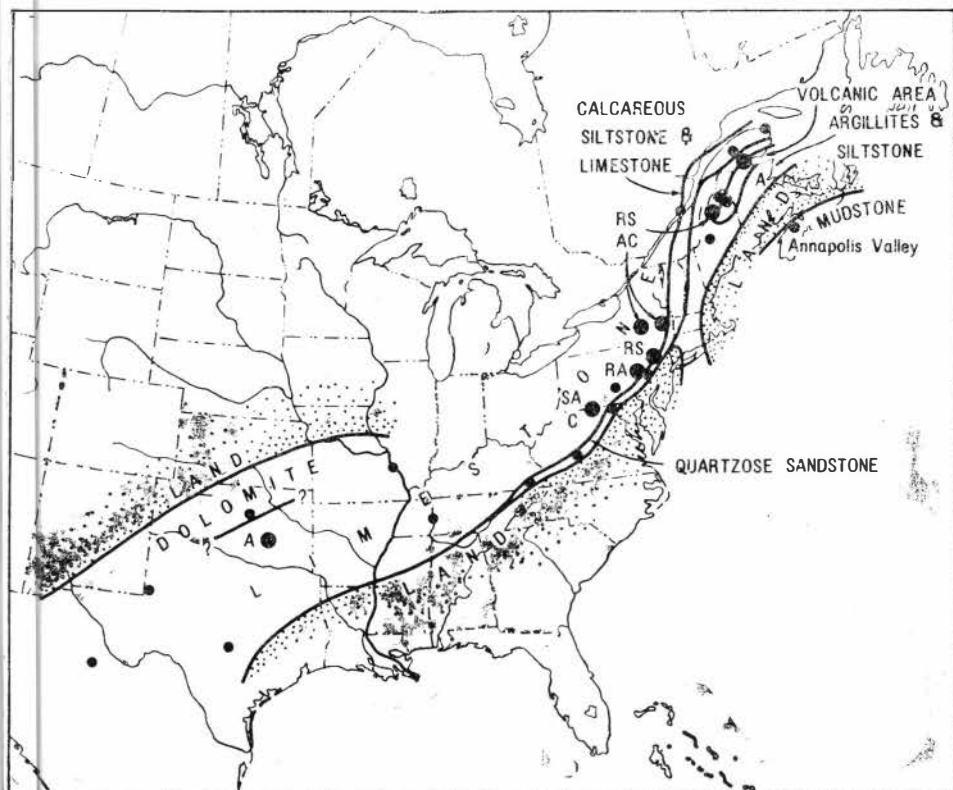 VOLCANIC AREA
CALCAREOUS
SILTSTONE &
LIMESTONE
ARGILLITES &
SILTSTONE
A
RS
AC
LAND
MUDSTONE
Annapolis Valley
RS
RA
SA
C
QUARTZOSE SANDSTONE
LAND
DOLOMITE
?
?
A
LIMESTONE
LAND